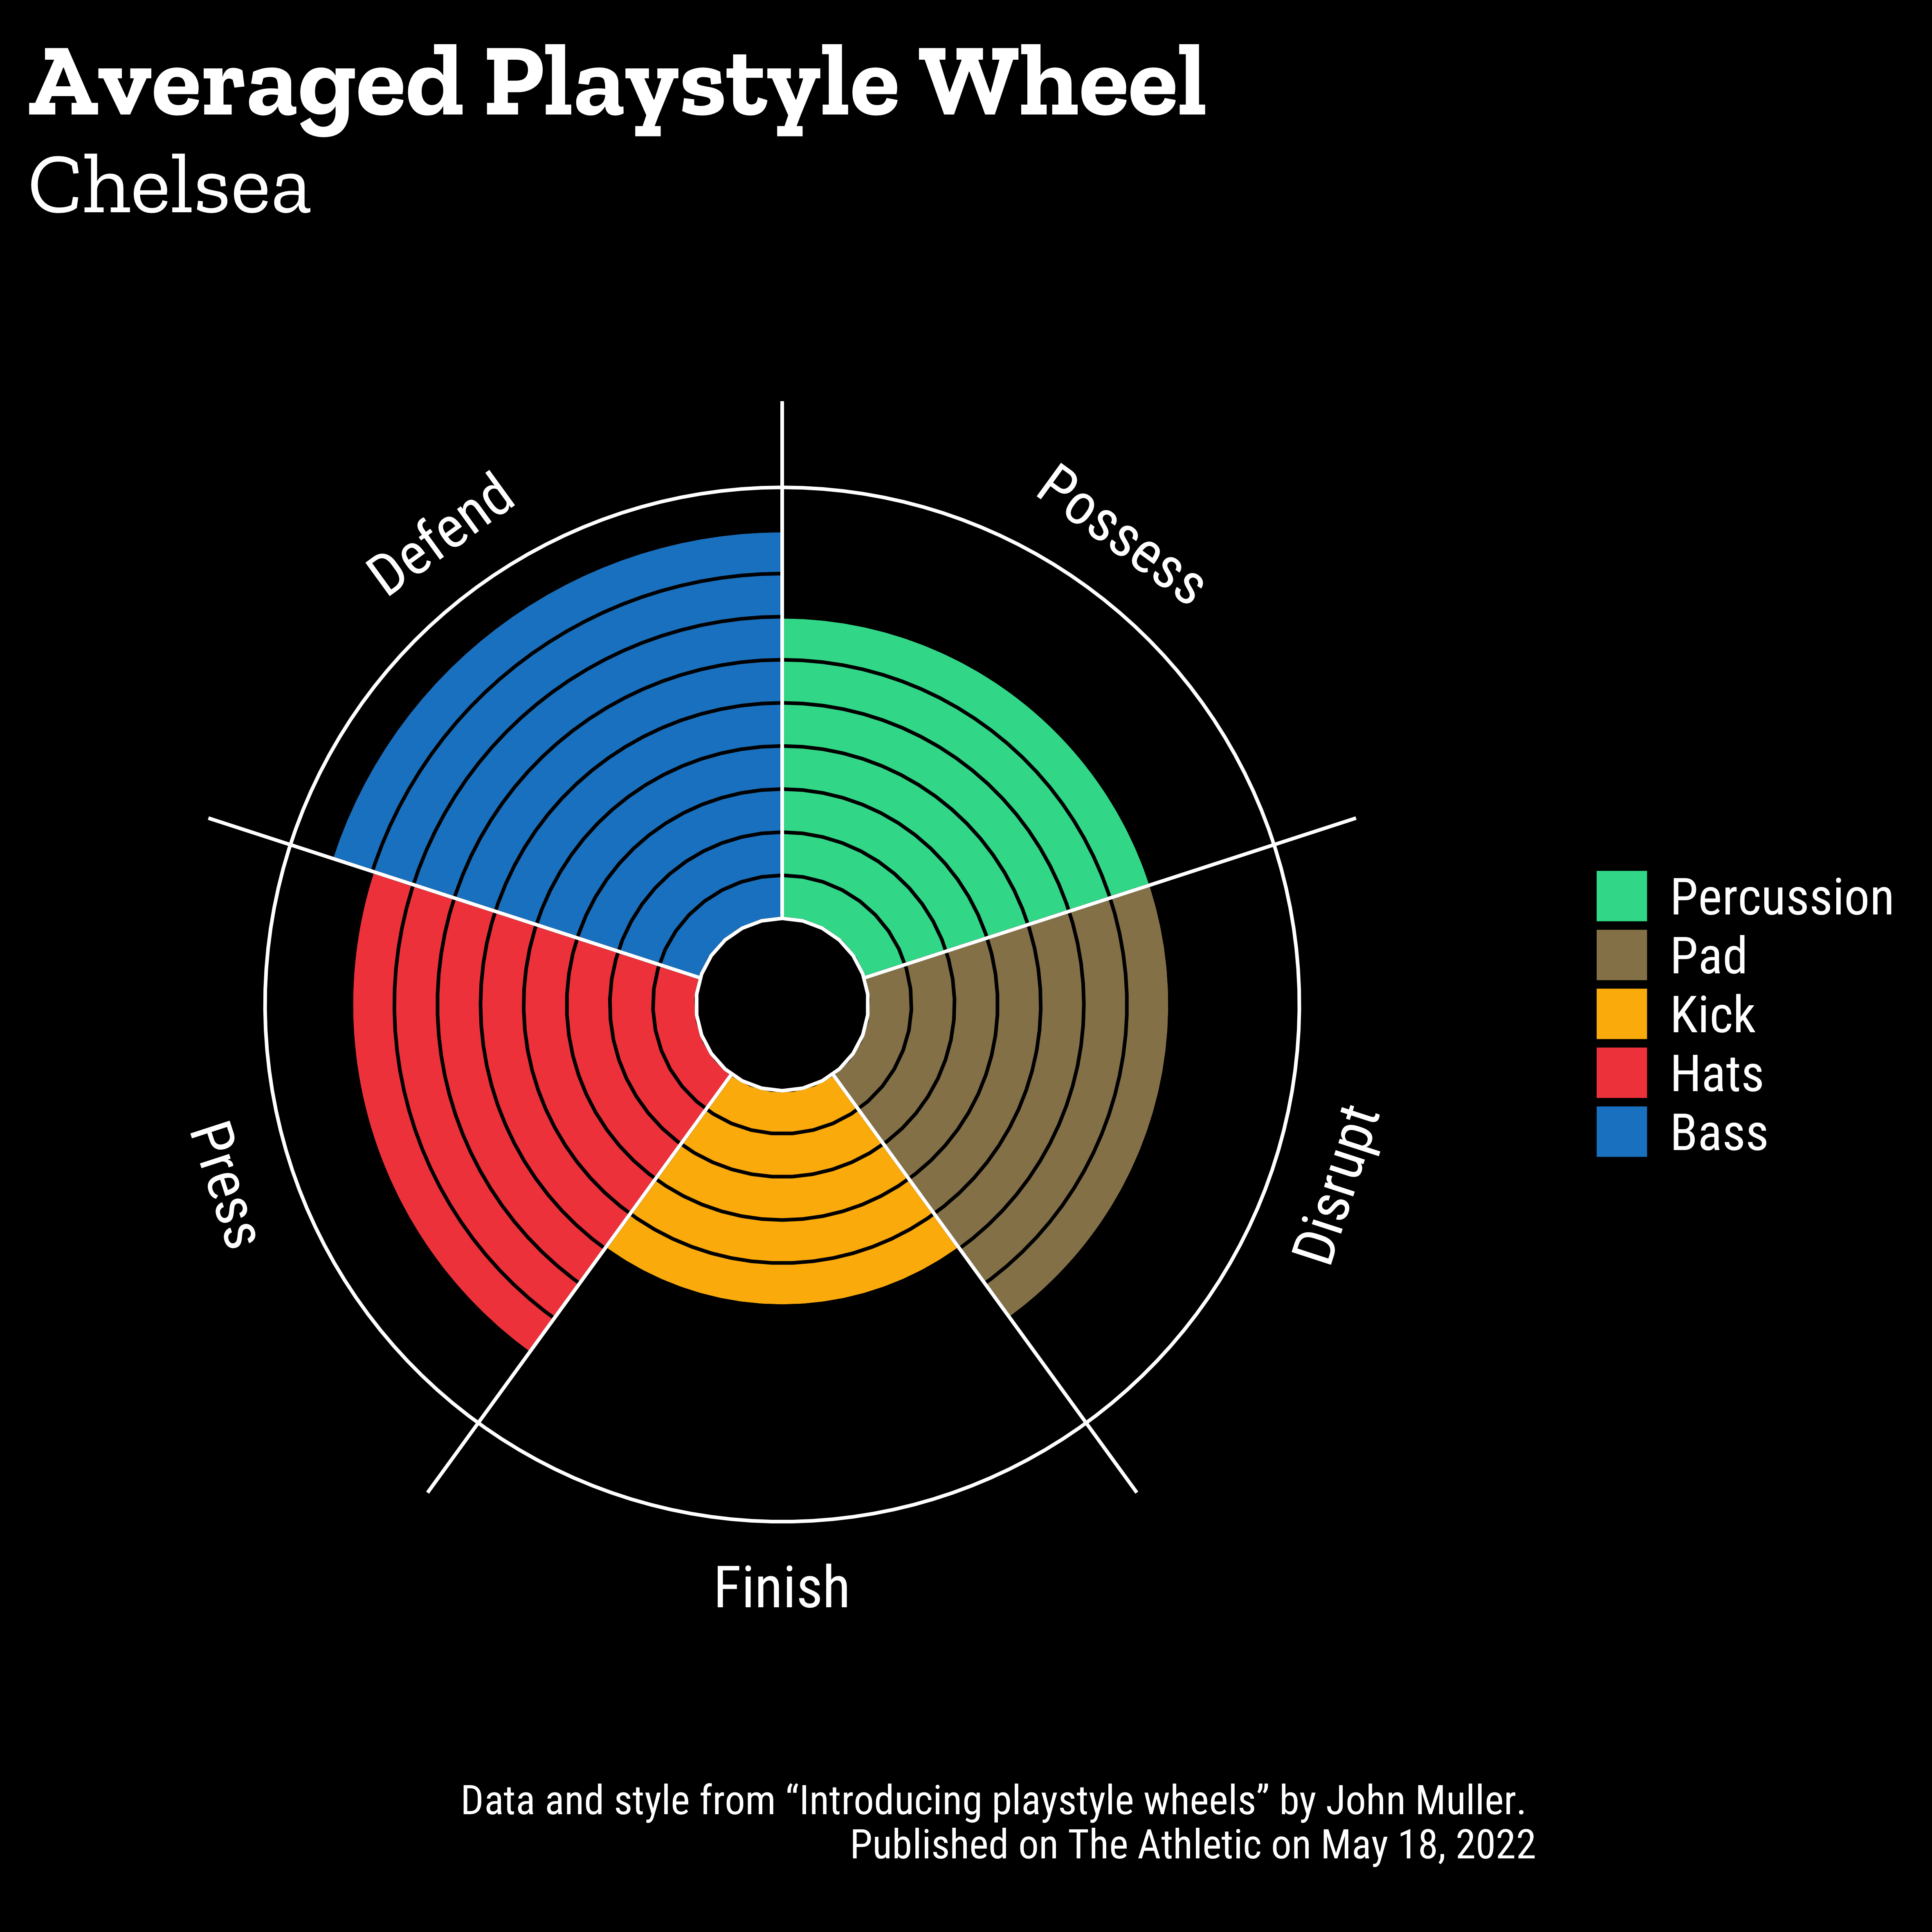 Averaged Playstyle Wheel
Chelsea
Defend
Possess
Press
Disrupt
Finish
Percussion
Pad
Kick
Hats
Bass
Data and style from “Introducing playstyle wheels” by John Muller.
Published on The Athletic on May 18, 2022